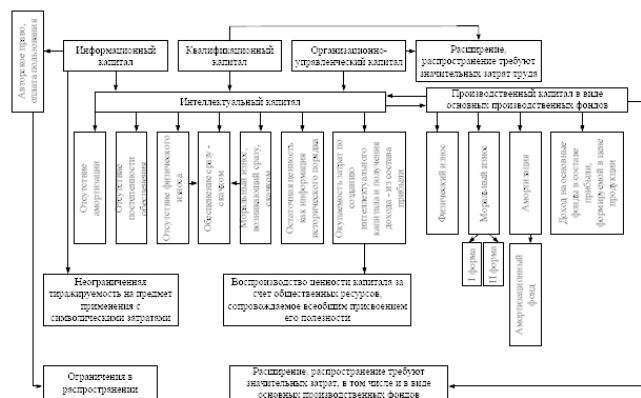 Авторское право,
оплата пользования
Информационный
капитал
Квалификационный
капитал
Организационно-
управленческий капитал
Расширение,
распространение требуют
значительных затрат труда
Интеллектуальный капитал
Производственный капитал в виде
основных производственных фондов
Отсутствие
амортизации
Отсутствие
постепенности
обесценения
Отсутствие физического
износа
Обесценение сразу -
скачком
Моральный износ,
возникающий сразу,
скачком
Остаточная ценность
как информация
исторического порядка
Окупаемость затрат по
созданию
интеллектуального
капитала и получения
дохода - из состава
прибыли
Физический износ
Моральный износ
Амортизация
Доход на основные
фонды в составе
прибыли,
формируемой в цене
продукции
I форма
II форма
Амортизационный
фонд
Неограниченная
тиражируемость на предмет
применения с
символическими затратами
Воспроизводство ценности капитала за
счет общественных ресурсов,
сопровождаемое всеобщим присвоением
его полезности
Ограничения в
распространении
Расширение, распространение требуют
значительных затрат, в том числе и в виде
основных производственных фондов